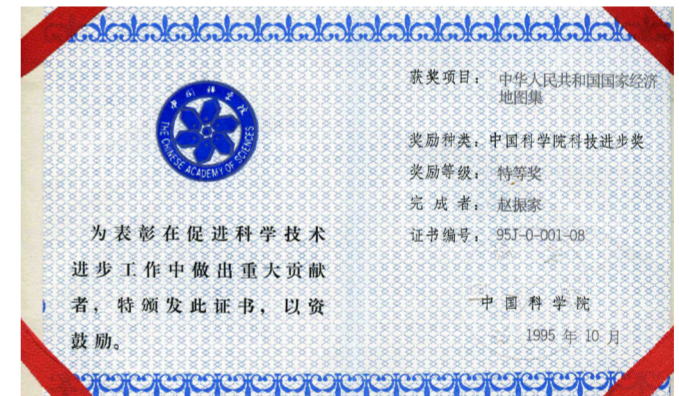 中国科学院
THE CHINESE ACADEMY OF SCIENCES
为表彰在促进科学技术
进步工作中做出重大贡献
者，特颁发此证书，以资
鼓励。
获奖项目：中华人民共和国国家经济
地图集
奖励种类：中国科学院科技进步奖
奖励等级：特等奖
完成者：赵振家
证书编号：95J-0-001-08
中国科学院
1995 年 10 月